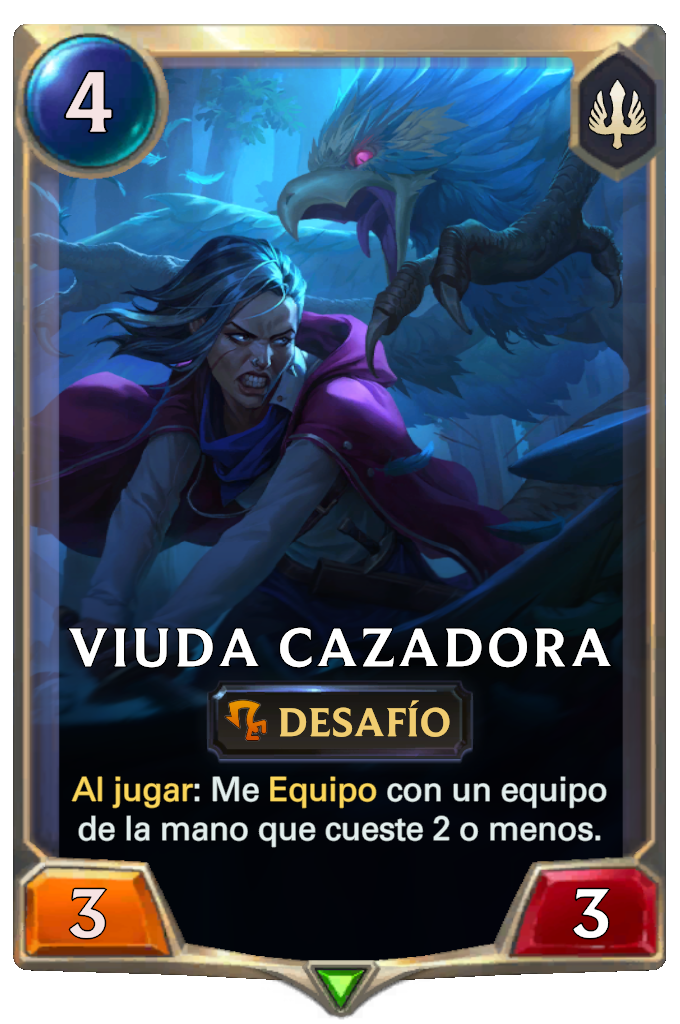 4
VIUDA CAZADORA
DESAFÍO
Al jugar: Me Equipo con un equipo
de la mano que cueste 2 o menos.
3 3